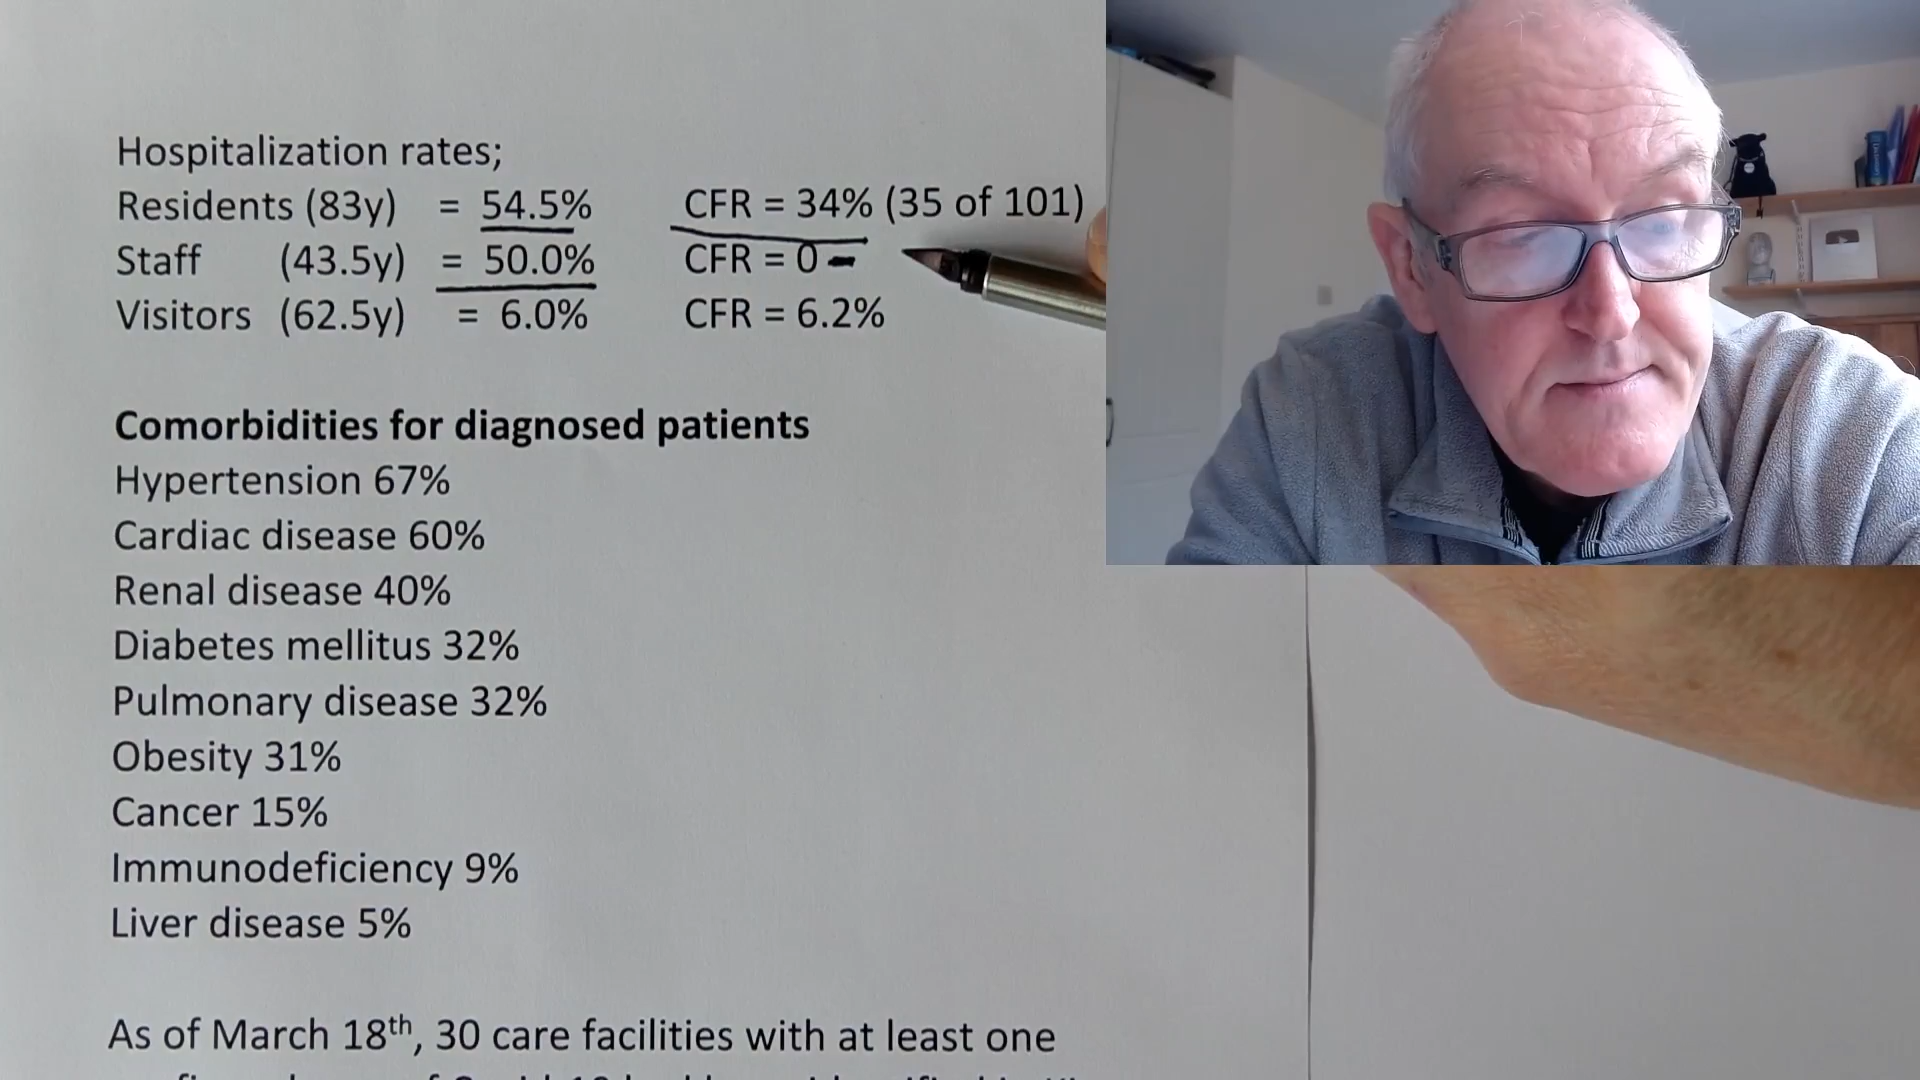 Hospitalization rates;
Residents (83y) = 54.5% CFR = 34% (35 of 101)
Staff (43.5y) = 50.0% CFR = 0
Visitors (62.5y) = 6.0% CFR = 6.2%
Comorbidities for diagnosed patients
Hypertension 67%
Cardiac disease 60%
Renal disease 40%
Diabetes mellitus 32%
Pulmonary disease 32%
Obesity 31%
Cancer 15%
Immunodeficiency 9%
Liver disease 5%
As of March 18th, 30 care facilities with at least one